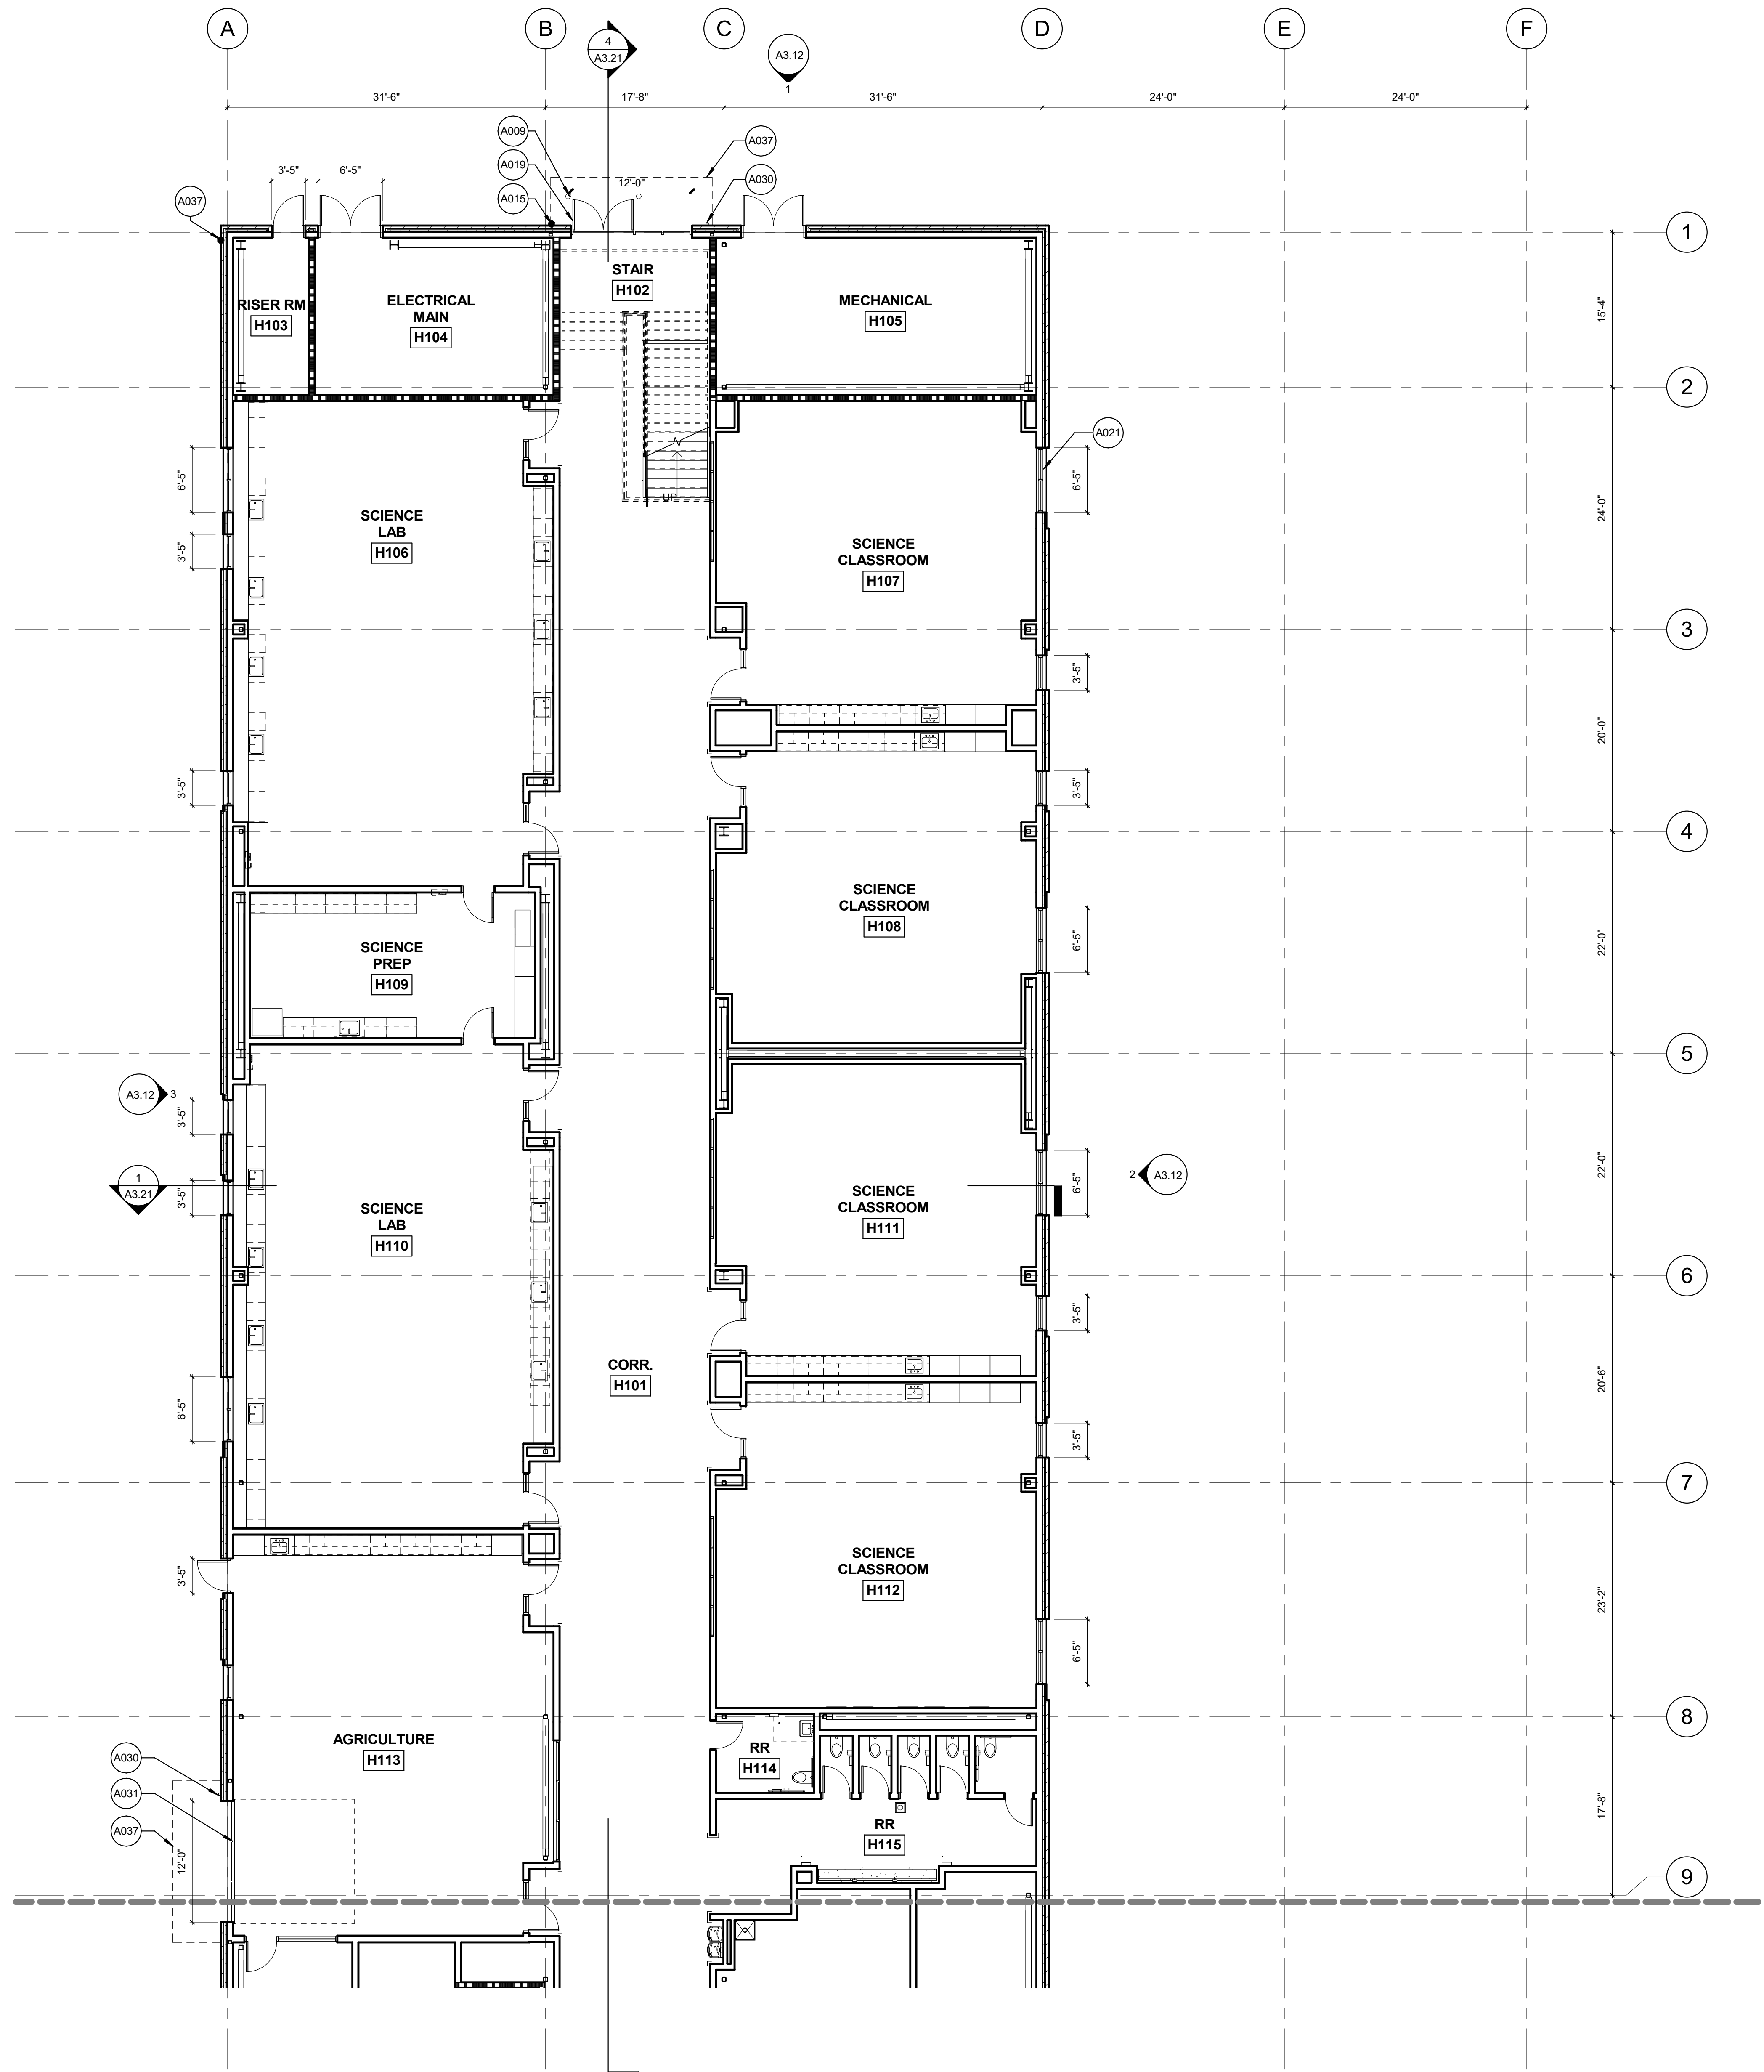 A
B
C
D
E
F
4
A3.21
A3.12
1
31'-6"
17'-8"
31'-6"
24'-0"
24'-0"
A009
A019
A015
A037
A030
12'-0"
3'-5"
6'-5"
A037
1
STAIR
H102
RISER RM
H103
ELECTRICAL
MAIN
H104
MECHANICAL
H105
15'-4"
2
A021
6'-5"
6'-5"
24'-0"
UP
SCIENCE
LAB
H106
3'-5"
SCIENCE
CLASSROOM
H107
3
3'-5"
20'-0"
3'-5"
3'-5"
4
SCIENCE
CLASSROOM
H108
6'-5"
22'-0"
SCIENCE
PREP
H109
5
A3.12
3
3'-5"
1
A3.21
3'-5"
SCIENCE
LAB
H110
SCIENCE
CLASSROOM
H111
6'-5"
2
A3.12
22'-0"
6
3'-5"
CORR.
H101
6'-5"
20'-6"
3'-5"
7
3'-5"
SCIENCE
CLASSROOM
H112
6'-5"
23'-2"
8
AGRICULTURE
H113
RR
H114
A030
A031
A037
12'-0"
RR
H115
17'-8"
9